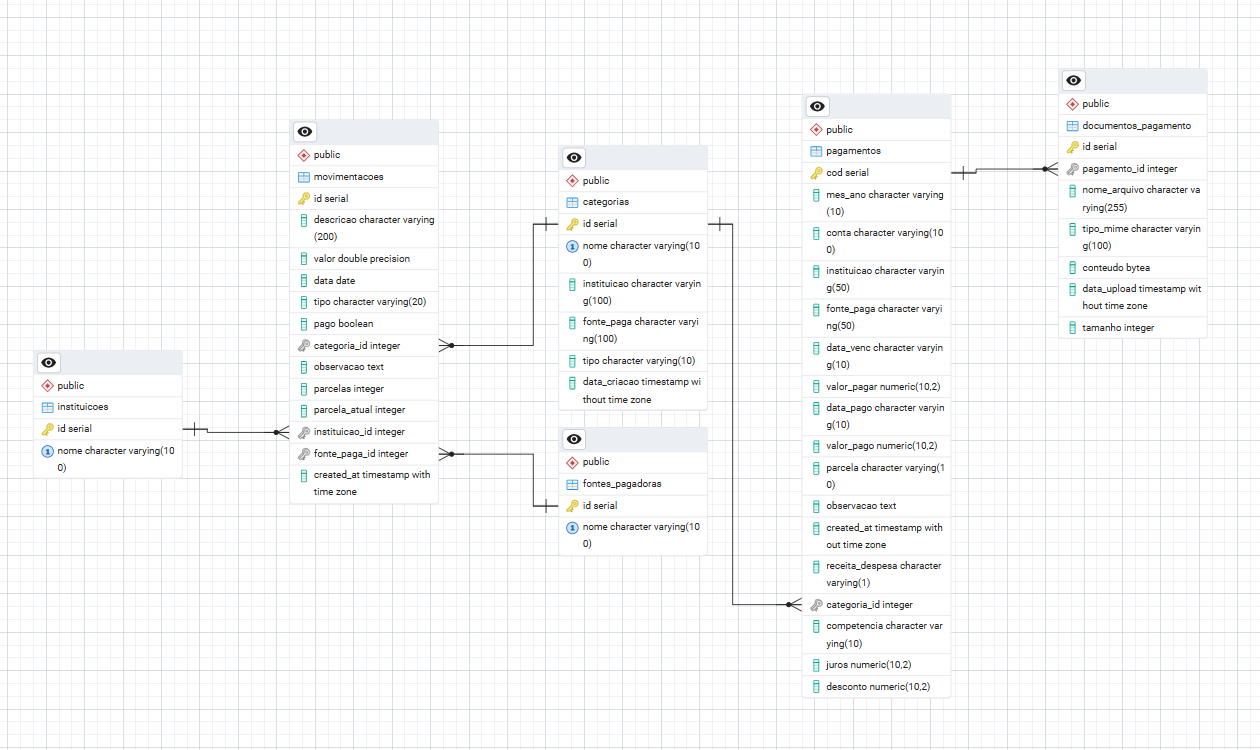 public
instituicoes
id serial
nome character varying(10
0)
public
movimentacoes
id serial
descricao character varying
(200)
valor double precision
data date
tipo character varying(20)
pago boolean
categoria_id integer
observacao text
parcelas integer
parcela_atual integer
instituicao_id integer
fonte_paga_id integer
created_at timestamp with
time zone
public
categorias
id serial
nome character varying(10
0)
instituicao character varyin
g(100)
fonte_paga character varyi
ng(100)
tipo character varying(10)
data_criacao timestamp wi
thout time zone
public
fontes_pagadoras
id serial
nome character varying(10
0)
public
pagamentos
cod serial
mes_ano character varying
(10)
conta character varying(10
0)
instituicao character varyin
g(50)
fonte_paga character varyi
ng(50)
data_venc character varyin
g(10)
valor_pagar numeric(10,2)
data_pago character varyin
g(10)
valor_pago numeric(10,2)
parcela character varying(1
0)
observacao text
created_at timestamp with
out time zone
receita_despesa character
varying(1)
categoria_id integer
competencia character var
ying(10)
juros numeric(10,2)
desconto numeric(10,2)
public
documentos_pagamento
id serial
pagamento_id integer
nome_arquivo character va
rying(255)
tipo_mime character varyin
g(100)
conteudo bytea
data_upload timestamp wit
hout time zone
tamanho integer